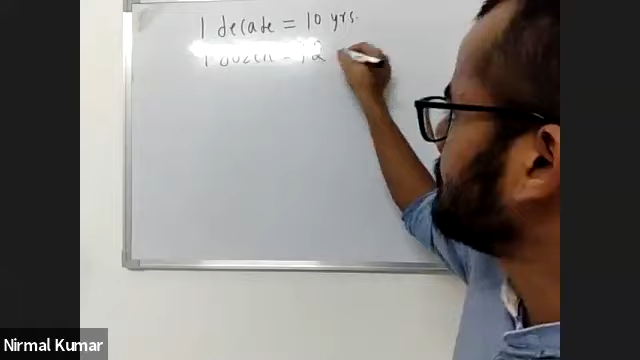 1 decade = 10 yrs.
1 dozen = 12
Nirmal Kumar